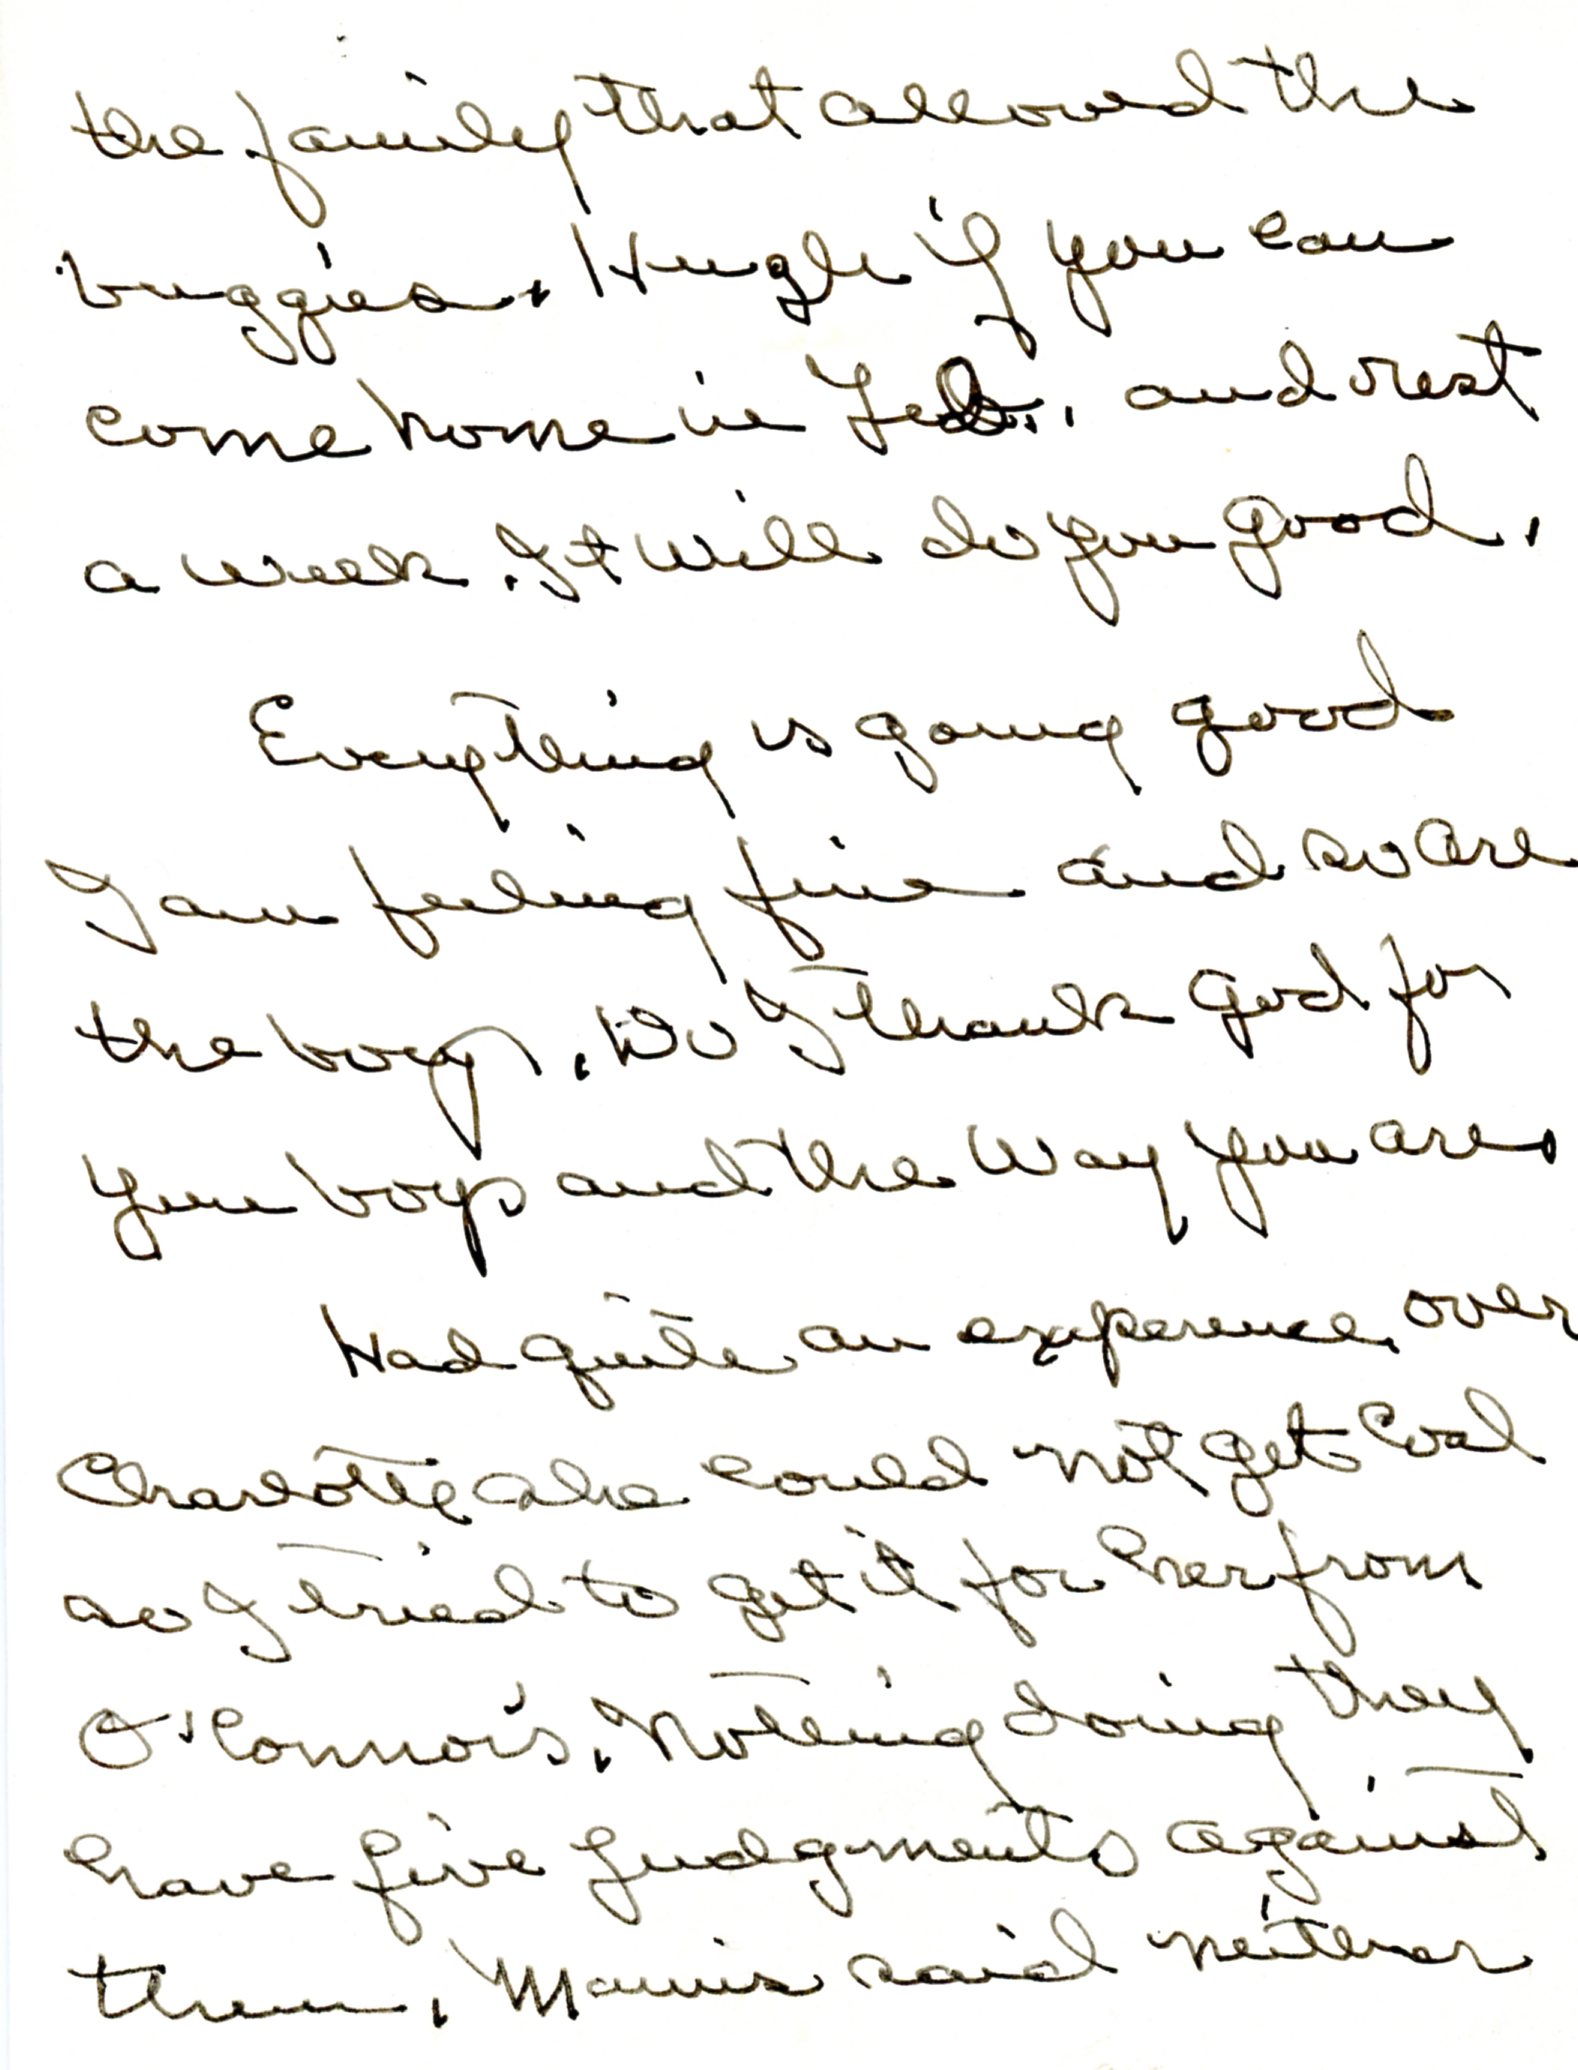 the family that allowed the
buggies. Hugh if you can
come home in Feb., and rest
a week. It will do you good.
Everything is going good
I am feeling fine and so are
the boys. Do I thank God for
you boys and the way you are.
Had quite an experence over
Charlotte she could not get Coal
so I tried to get it for her from
O'Connor's. Nothing doing they
have five Judgments against
them. Mamie said neither